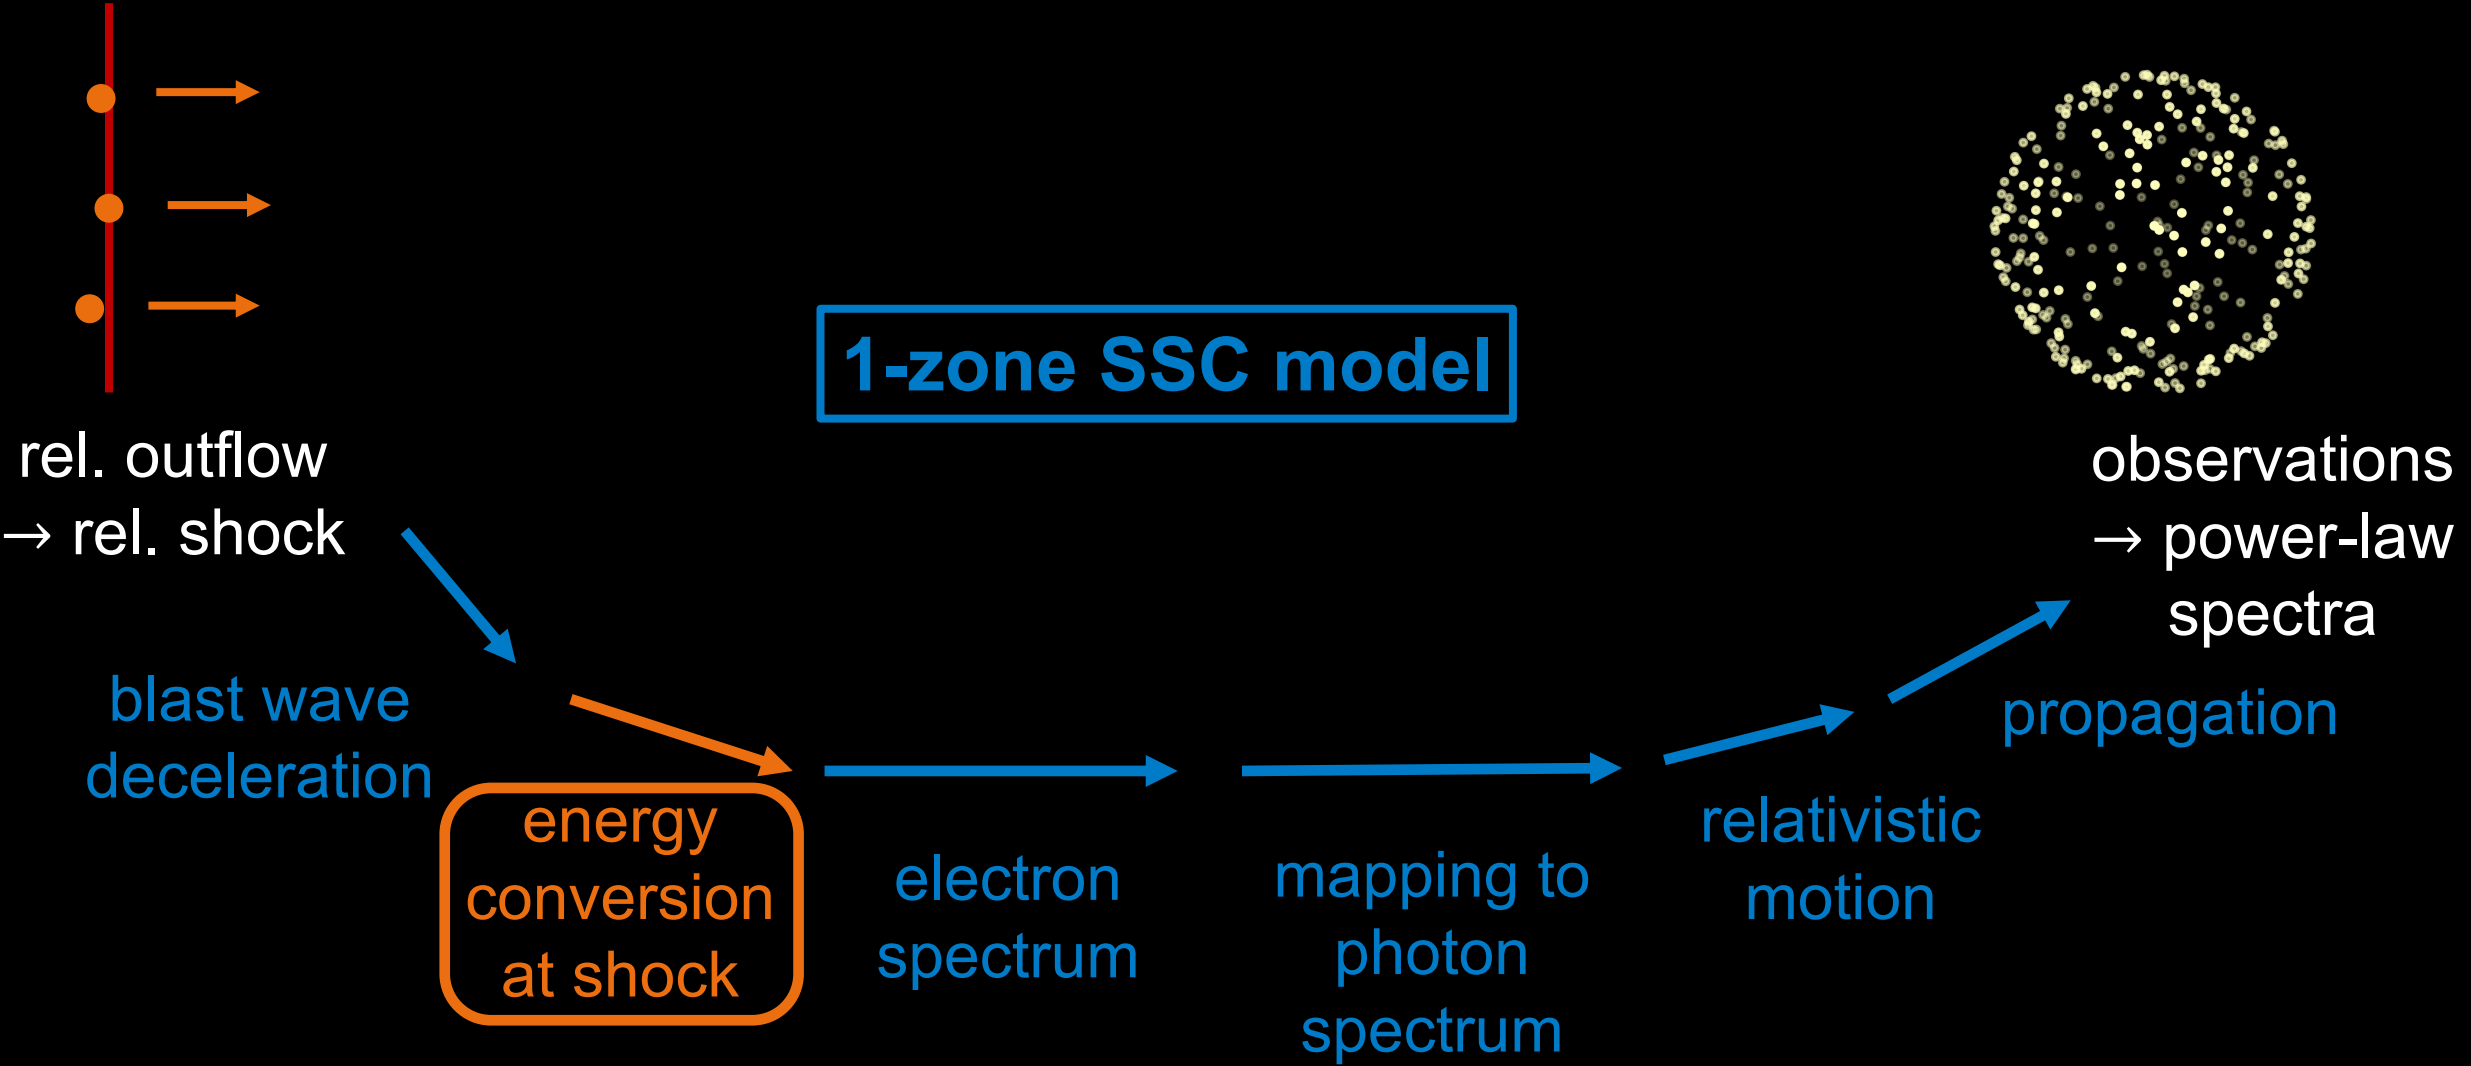 1-zone SSC model
rel. outflow
→ rel. shock
observations
→ power-law
spectra
blast wave
deceleration
energy
conversion
at shock
electron
spectrum
mapping to
photon
spectrum
relativistic
motion
propagation